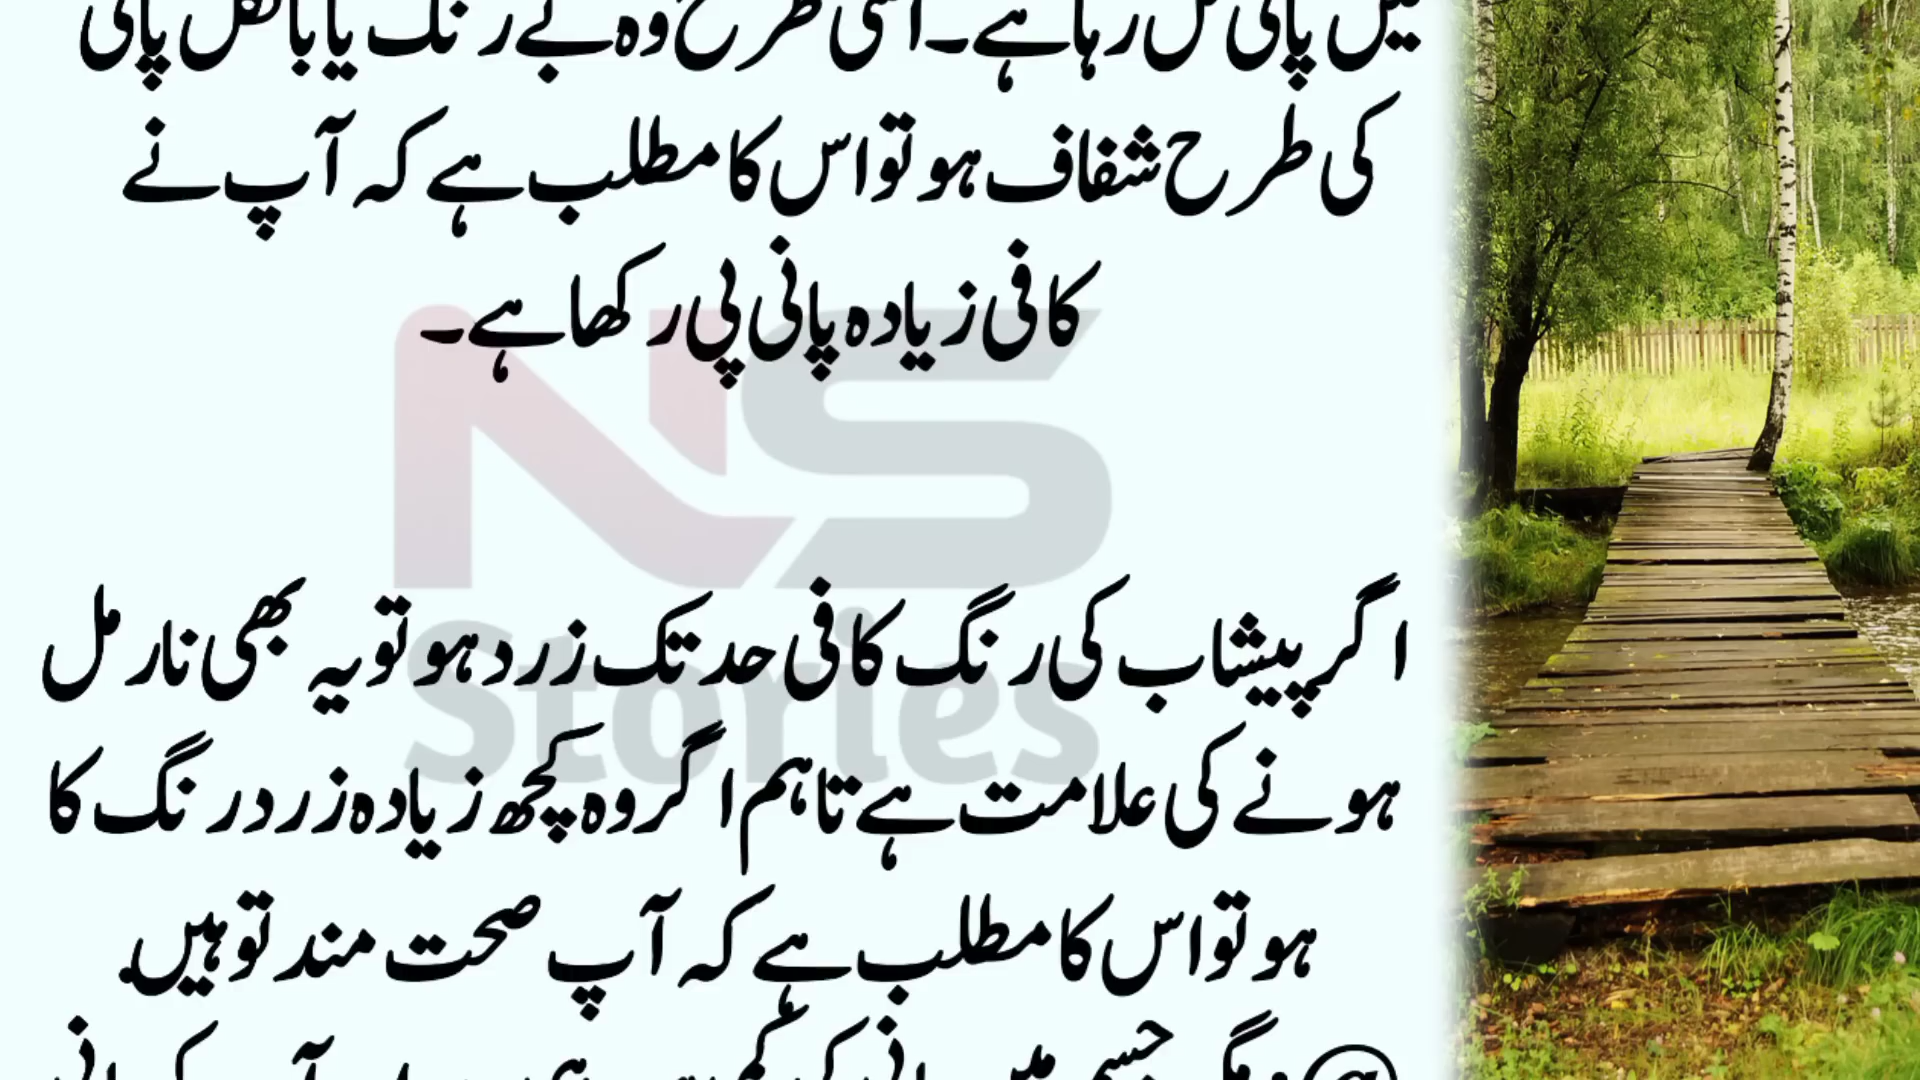 پانی مل رہا ہے۔ اسی طرح وہ بے رنگ یا بالکل پانی
کی طرح شفاف ہو تو اس کا مطلب ہے کہ آپ نے
کافی زیادہ پانی پی رکھا ہے۔
NS
Stories
اگر پیشاب کی رنگ کافی حد تک زرد ہو تو یہ بھی نارمل
ہونے کی علامت ہے تاہم اگر وہ کچھ زیادہ زرد رنگ کا
ہو تو اس کا مطلب ہے کہ آپ صحت مند تو ہیں